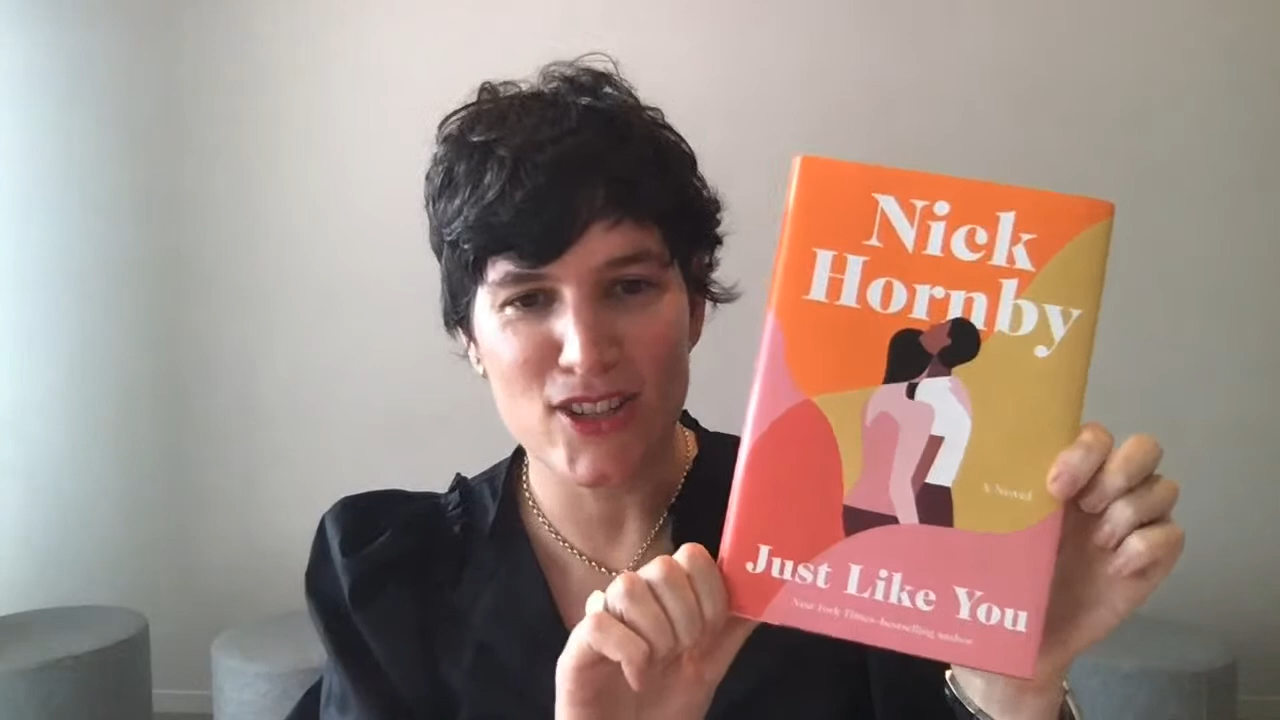 Nick
Hornby
A Novel
Just Like You
New York Times–bestselling author